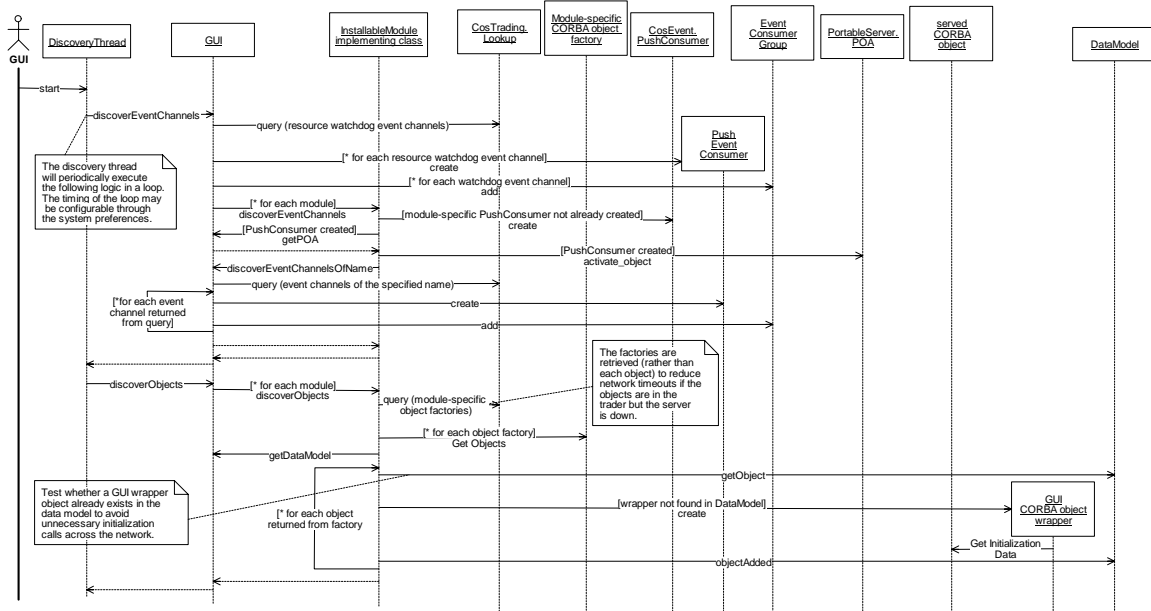 GUI
DiscoveryThread
GUI
InstallableModule
implementing class
CosTrading.
Lookup
Module-specific
CORBA object
factory
CosEvent.
PushConsumer
Event
Consumer
Group
PortableServer.
POA
served
CORBA
object
DataModel
start
discoverEventChannels
query (resource watchdog event channels)
Push
Event
Consumer
The discovery thread
will periodically execute
the following logic in a loop.
The timing of the loop may
be configurable through
the system preferences.
[* for each resource watchdog event channel]
create
[* for each watchdog event channel]
add
[* for each module]
discoverEventChannels
[module-specific PushConsumer not already created]
create
[PushConsumer created]
getPOA
[PushConsumer created]
activate_object
discoverEventChannelsOfName
query (event channels of the specified name)
[*for each event
channel returned
from query]
create
add
The factories are
retrieved (rather than
each object) to reduce
network timeouts if the
objects are in the
trader but the server
is down.
discoverObjects
[* for each module]
discoverObjects
query (module-specific
object factories)
[* for each object factory]
Get Objects
getDataModel
getObject
Test whether a GUI wrapper
object already exists in the
data model to avoid
unnecessary initialization
calls across the network.
[* for each object
returned from factory
[wrapper not found in DataModel]
create
GUI
CORBA object
wrapper
Get Initialization
Data
objectAdded